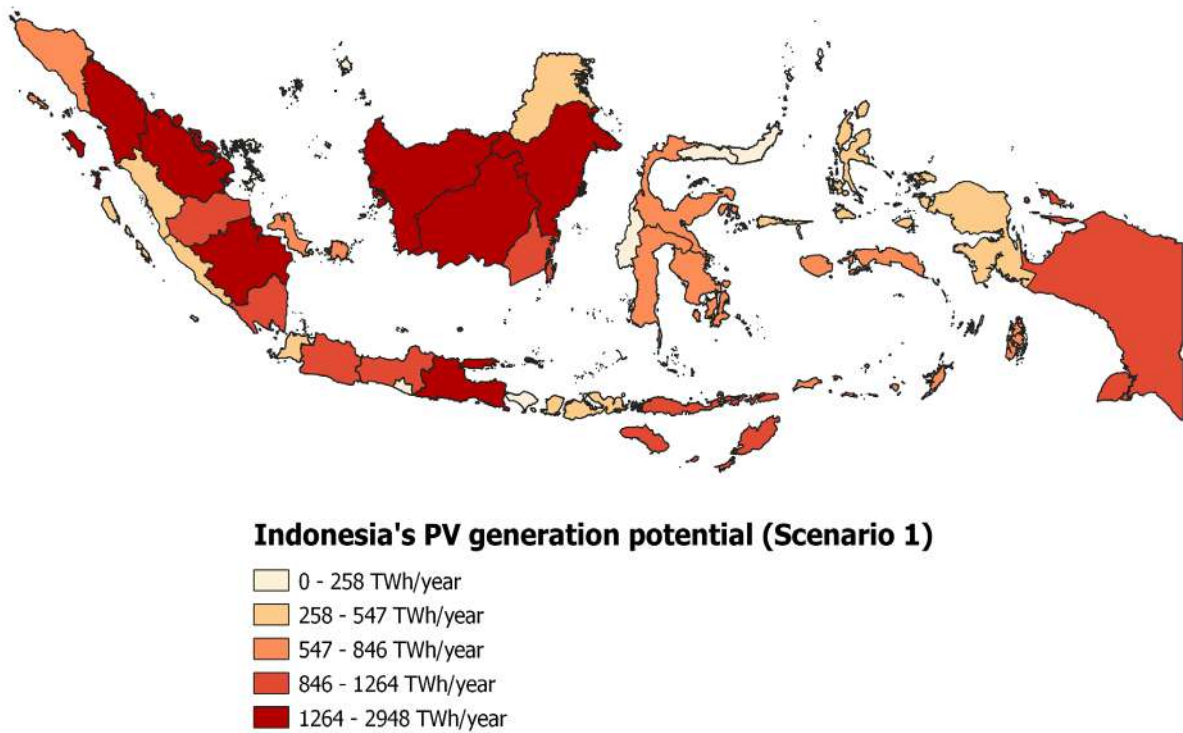 Indonesia's PV generation potential (Scenario 1)
0 - 258 TWh/year
258 - 547 TWh/year
547 - 846 TWh/year
846 - 1264 TWh/year
1264 - 2948 TWh/year